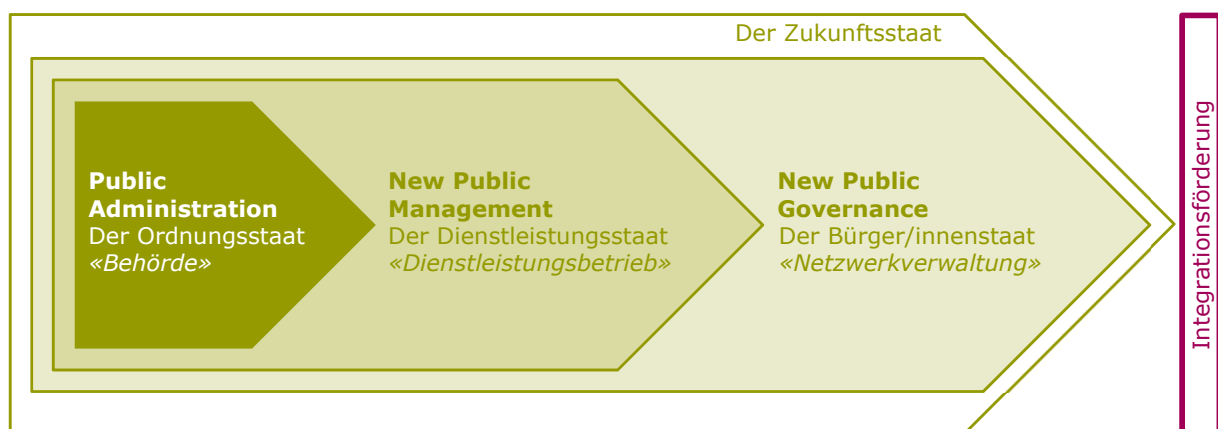 Der Zukunftsstaat
Public
Administration
Der Ordnungsstaat
«Behörde»
New Public
Management
Der Dienstleistungsstaat
«Dienstleistungsbetrieb»
New Public
Governance
Der Bürger/innenstaat
«Netzwerkverwaltung»
Integrationsförderung